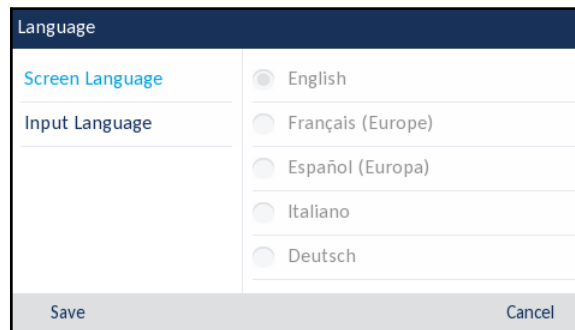 Language
Screen Language
Input Language
English
Français (Europe)
Español (Europa)
Italiano
Deutsch
Save
Cancel